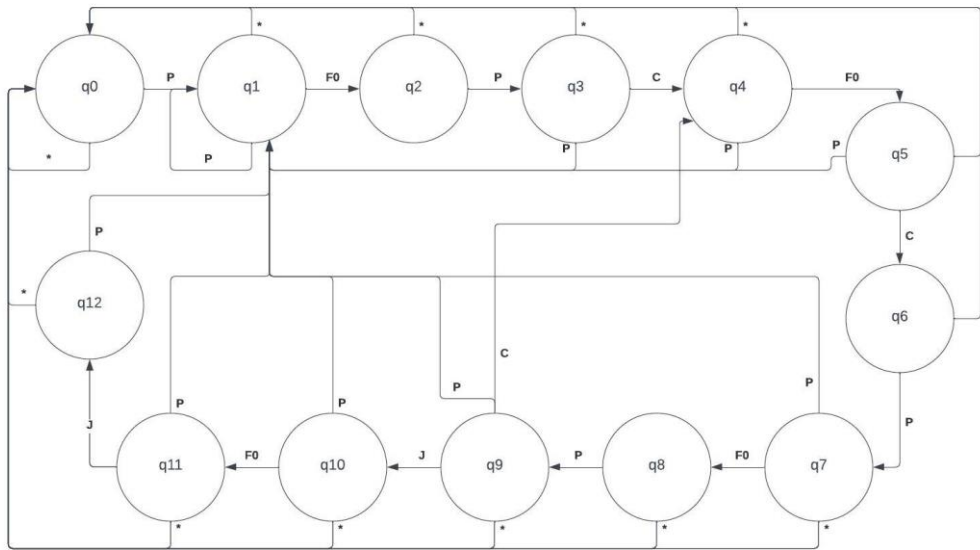 * * * *
q0 P q1 F0 q2 P q3 C q4 F0
* P P P P q5
C
P
* q12 q6
C
P P
P P P
J
q11 F0 q10 J q9 P q8 F0 q7
* * * * *